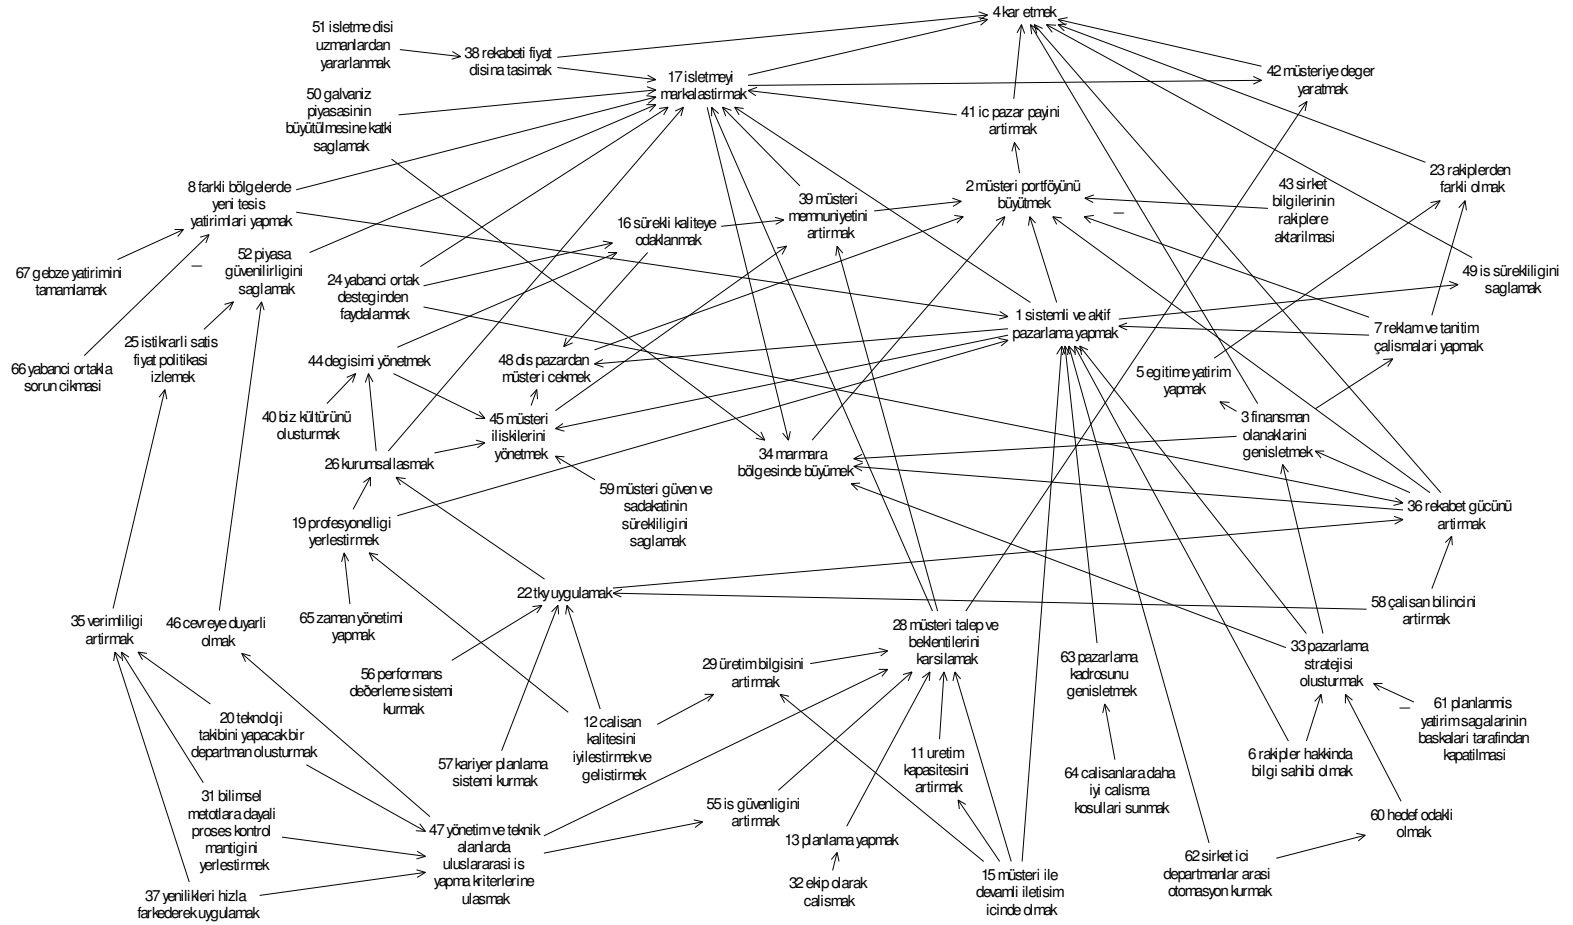 4 kar etmek
51 isletme disi
uzmanlardan
yararlanmak
38 rekabeti fiyat
disina tasimak
17 isletmeyi
markalastirmak
42 müsteriye deger
yaratmak
50 galvaniz
piyasasinin
büyütülmesine katki
saglamak
41 ic pazar payini
artirmak
23 rakiplerden
farkli olmak
8 farkli bölgelerde
yeni tesis
yatirimlari yapmak
2 müsteri portföyünü
büyütmek
43 sirket
bilgilerinin
rakiplere
aktarilmasi
39 müsteri
memnuniyetini
artirmak
16 sürekli kaliteye
odaklanmak
67 gebze yatirimini
tamamlamak
52 piyasa
güvenilirligini
saglamak
24 yabanci ortak
desteginden
faydalanmak
49 is sürekliligini
saglamak
1 sistemli ve aktif
pazarlama yapmak
7 reklam ve tanitim
çalismalari yapmak
25 istikrarli satis
fiyat politikasi
izlemek
66 yabanci ortakla
sorun cikmasi
44 degisimi yönetmek
48 dis pazardan
müsteri cekmek
5 egitime yatirim
yapmak
40 biz kültürünü
olusturmak
45 müsteri
iliskilerini
yönetmek
3 finansman
olanaklarini
genisletmek
26 kurumsallasmak
34 marmara
bölgesinde büyümek
59 müsteri güven ve
sadakatinin
sürekliligini
saglamak
36 rekabet gücünü
artirmak
19 profesyonelligi
yerlestirmek
22 tky uygulamak
58 çalisan bilincini
artirmak
35 verimliligi
artirmak
46 cevreye duyarli
olmak
65 zaman yönetimi
yapmak
28 müsteri talep ve
beklentilerini
karsilamak
33 pazarlama
stratejisi
olusturmak
56 performans
deðerleme sistemi
kurmak
29 üretim bilgisini
artirmak
63 pazarlama
kadrosunu
genisletmek
61 planlanmis
yatirim sagalarinin
baskalari tarafindan
kapatilmasi
20 teknoloji
takibini yapacak bir
departman olusturmak
12 calisan
kalitesini
iyilestirmek ve
gelistirmek
57 kariyer planlama
sistemi kurmak
11 uretim
kapasitesini
artirmak
64 calisanlara daha
iyi calisma
kosullari sunmak
6 rakipler hakkinda
bilgi sahibi olmak
31 bilimsel
metotlara dayali
proses kontrol
mantigini
yerlestirmek
55 is güvenligini
artirmak
60 hedef odakli
olmak
47 yönetim ve teknik
alanlarda
uluslararasi is
yapma kriterlerine
ulasmak
13 planlama yapmak
32 ekip olarak
calismak
15 müsteri ile
devamli iletisim
icinde olmak
62 sirket ici
departmanlar arasi
otomasyon kurmak
37 yenilikleri hizla
farkederek uygulamak